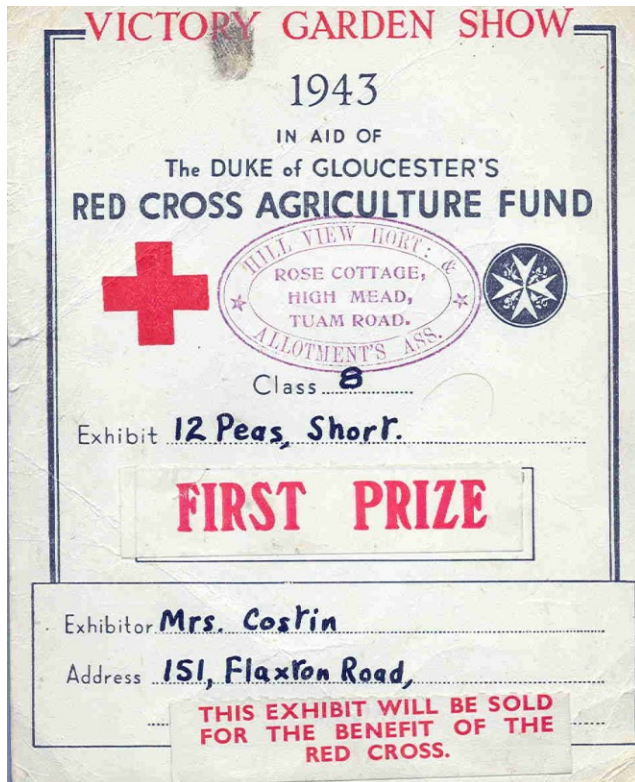 VICTORY GARDEN SHOW
1943
IN AID OF
The DUKE of GLOUCESTER'S
RED CROSS AGRICULTURE FUND
HILL VIEW HORT: &
ROSE COTTAGE,
HIGH MEAD,
TUAM ROAD.
ALLOTMENT'S ASS.
Class 8
Exhibit 12 Peas, Short.
FIRST PRIZE
Exhibitor Mrs. Costin
Address 151, Flaxton Road,
THIS EXHIBIT WILL BE SOLD
FOR THE BENEFIT OF THE
RED CROSS.